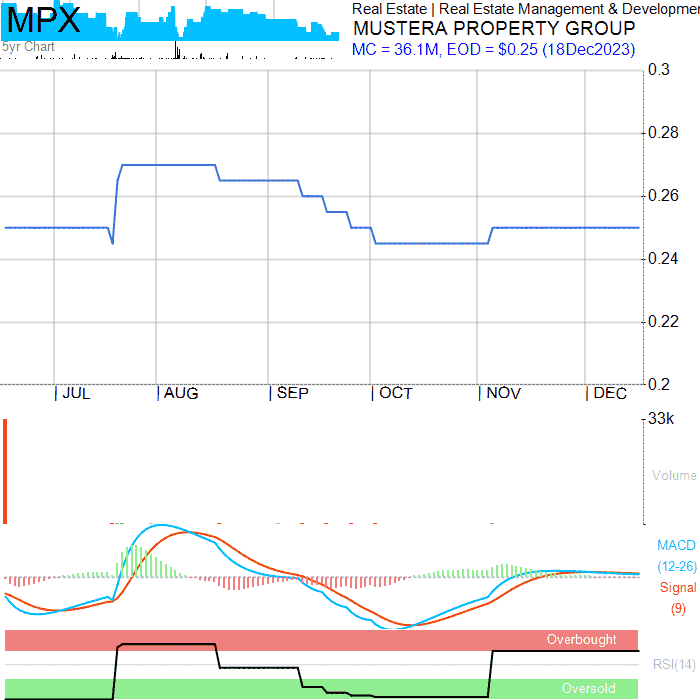 MPX
Real Estate | Real Estate Management & Developmen
MUSTERA PROPERTY GROUP
5yr Chart
MC = 36.1M, EOD = $0.25 (18Dec2023)
0.3
0.28
0.26
0.24
0.22
0.2
| JUL | AUG | SEP | OCT | NOV | DEC
33k
Volume
MACD
(12-26)
Signal
(9)
Overbought
RSI(14)
Oversold